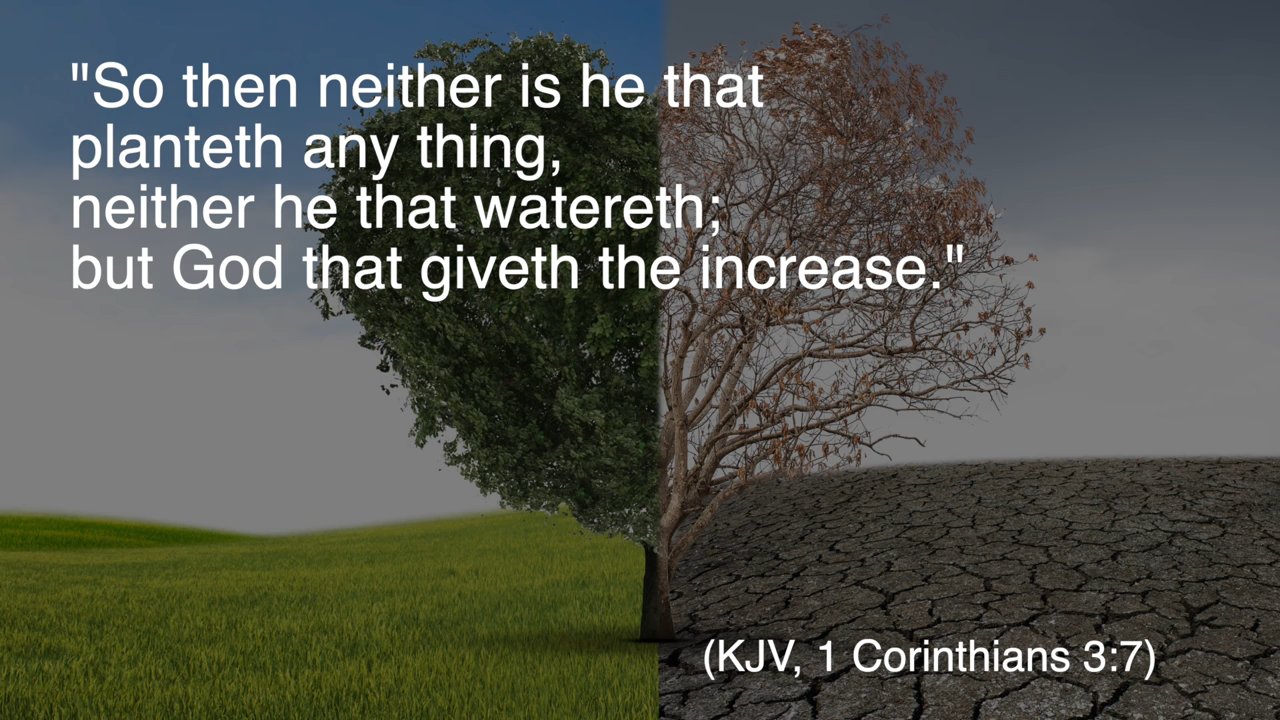 "So then neither is he that
planteth any thing,
neither he that watereth;
but God that giveth the increase."
(KJV, 1 Corinthians 3:7)